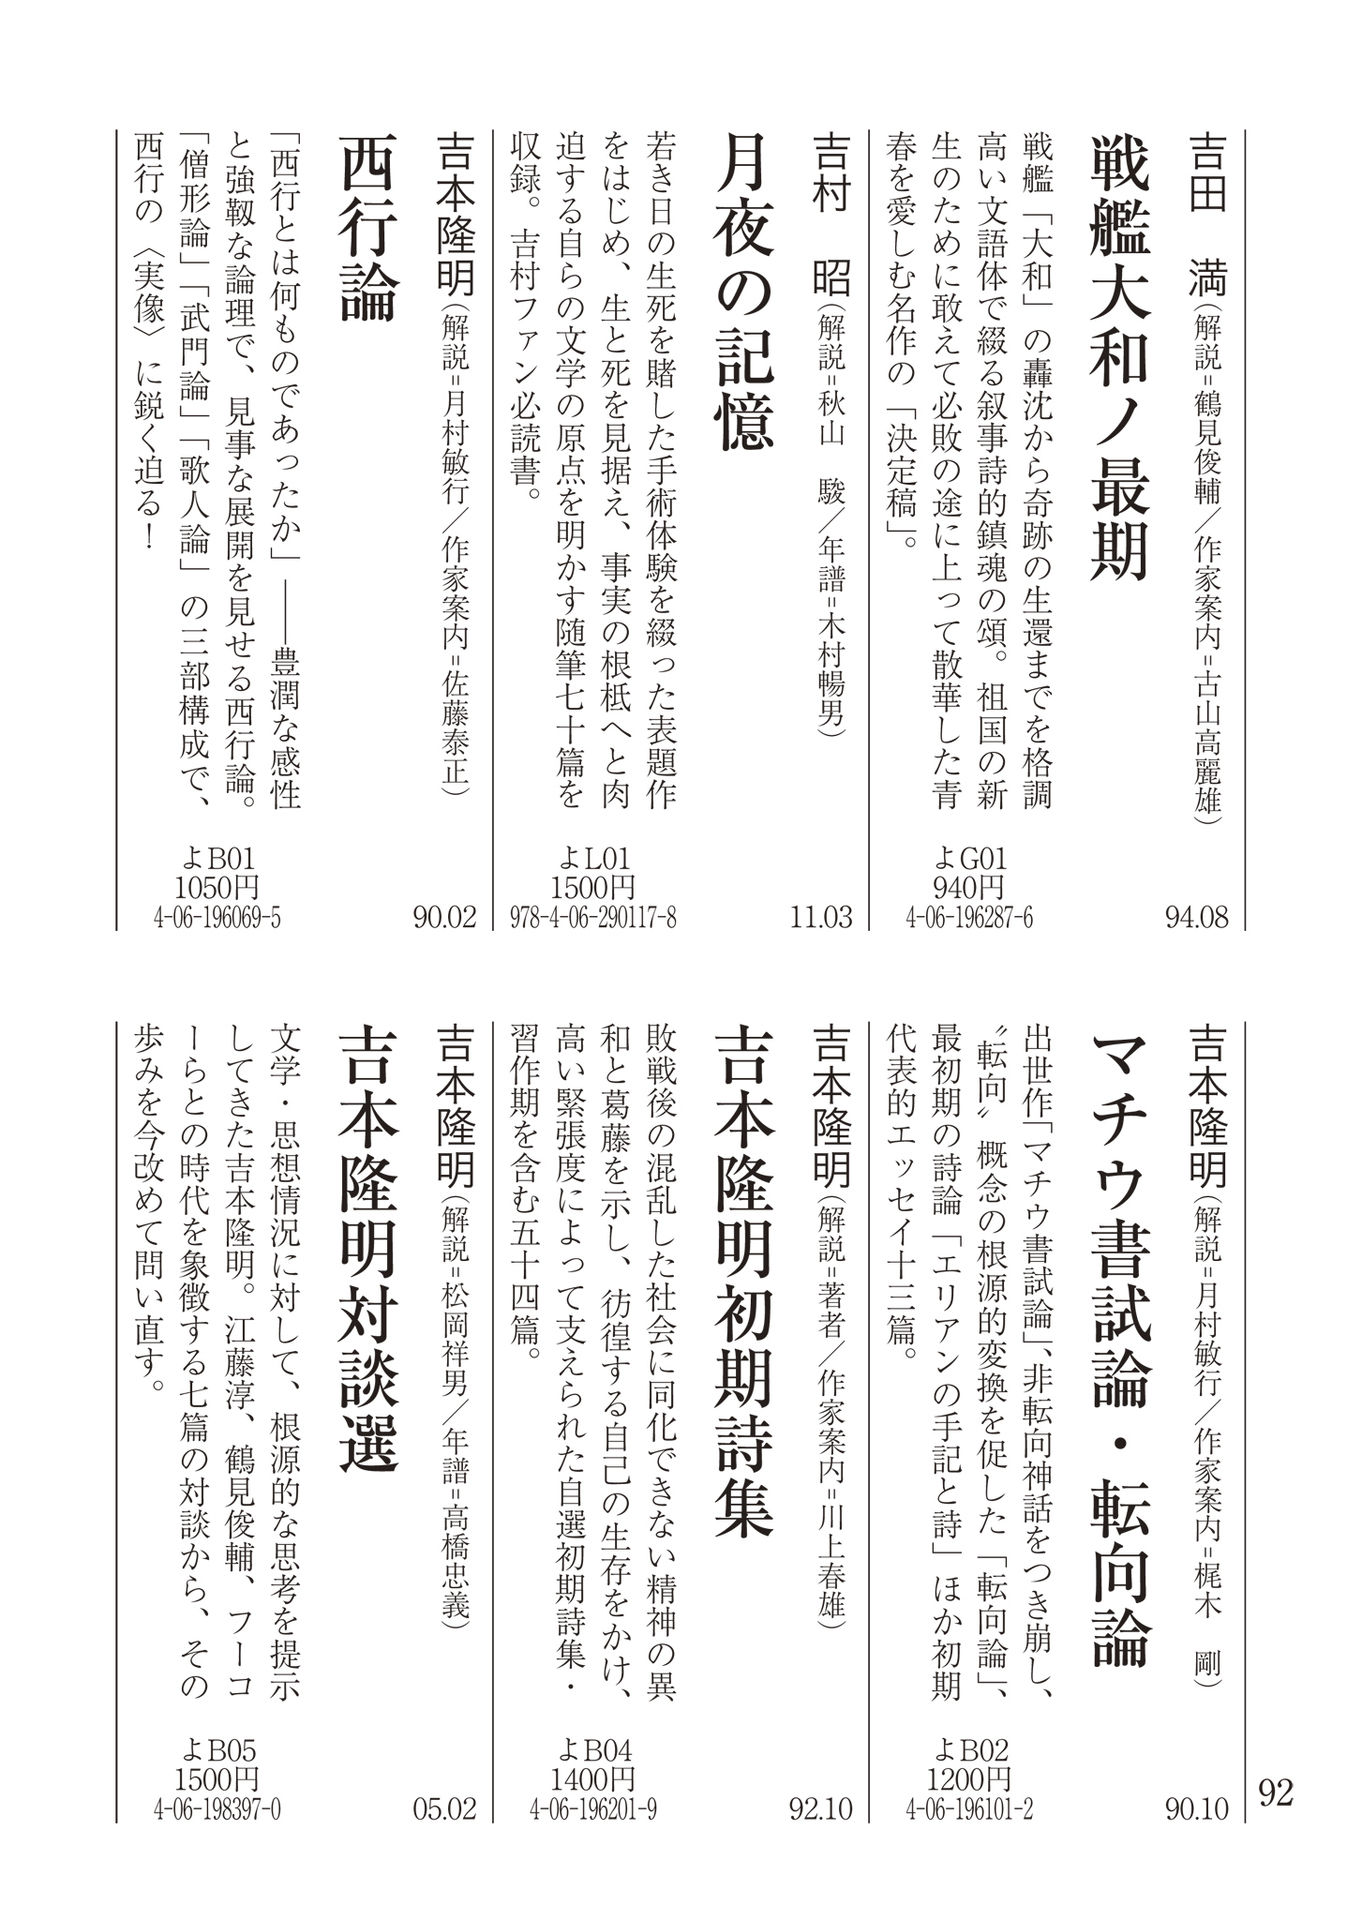 吉田　満（解説=鶴見俊輔／作家案内=古山高麗雄）
戦艦大和ノ最期
戦艦「大和」の轟沈から奇跡の生還までを格調
高い文語体で綴る叙事詩的鎮魂の頌。祖国の新
生のために敢えて必敗の途に上って散華した青
春を愛しむ名作の「決定稿」。
よG01
940円
4-06-196287-6
94.08
吉村　昭（解説=秋山　駿／年譜=木村暢男）
月夜の記憶
若き日の生死を賭した手術体験を綴った表題作
をはじめ、生と死を見据え、事実の根柢へと肉
迫する自らの文学の原点を明かす随筆七十篇を
収録。吉村ファン必読書。
よL01
1500円
978-4-06-290117-8
11.03
吉本隆明（解説=月村敏行／作家案内=佐藤泰正）
西行論
「西行とは何ものであったか」――豊潤な感性
と強靱な論理で、見事な展開を見せる西行論。
「僧形論」「武門論」「歌人論」の三部構成で、
西行の〈実像〉に鋭く迫る！
よB01
1050円
4-06-196069-5
90.02
吉本隆明（解説=月村敏行／作家案内=梶木　剛）
マチウ書試論・転向論
出世作「マチウ書試論」、非転向神話をつき崩し、
〝転向〟概念の根源的変換を促した「転向論」、
最初期の詩論「エリアンの手記と詩」ほか初期
代表的エッセイ十三篇。
よB02
1200円
4-06-196101-2
90.10
吉本隆明（解説=著者／作家案内=川上春雄）
吉本隆明初期詩集
敗戦後の混乱した社会に同化できない精神の異
和と葛藤を示し、彷徨する自己の生存をかけ、
高い緊張度によって支えられた自選初期詩集・
習作期を含む五十四篇。
よB04
1400円
4-06-196201-9
92.10
吉本隆明（解説=松岡祥男／年譜=高橋忠義）
吉本隆明対談選
文学・思想情況に対して、根源的な思考を提示
してきた吉本隆明。江藤淳、鶴見俊輔、フーコ
ーらとの時代を象徴する七篇の対談から、その
歩みを今改めて問い直す。
よB05
1500円
4-06-198397-0
05.02
92